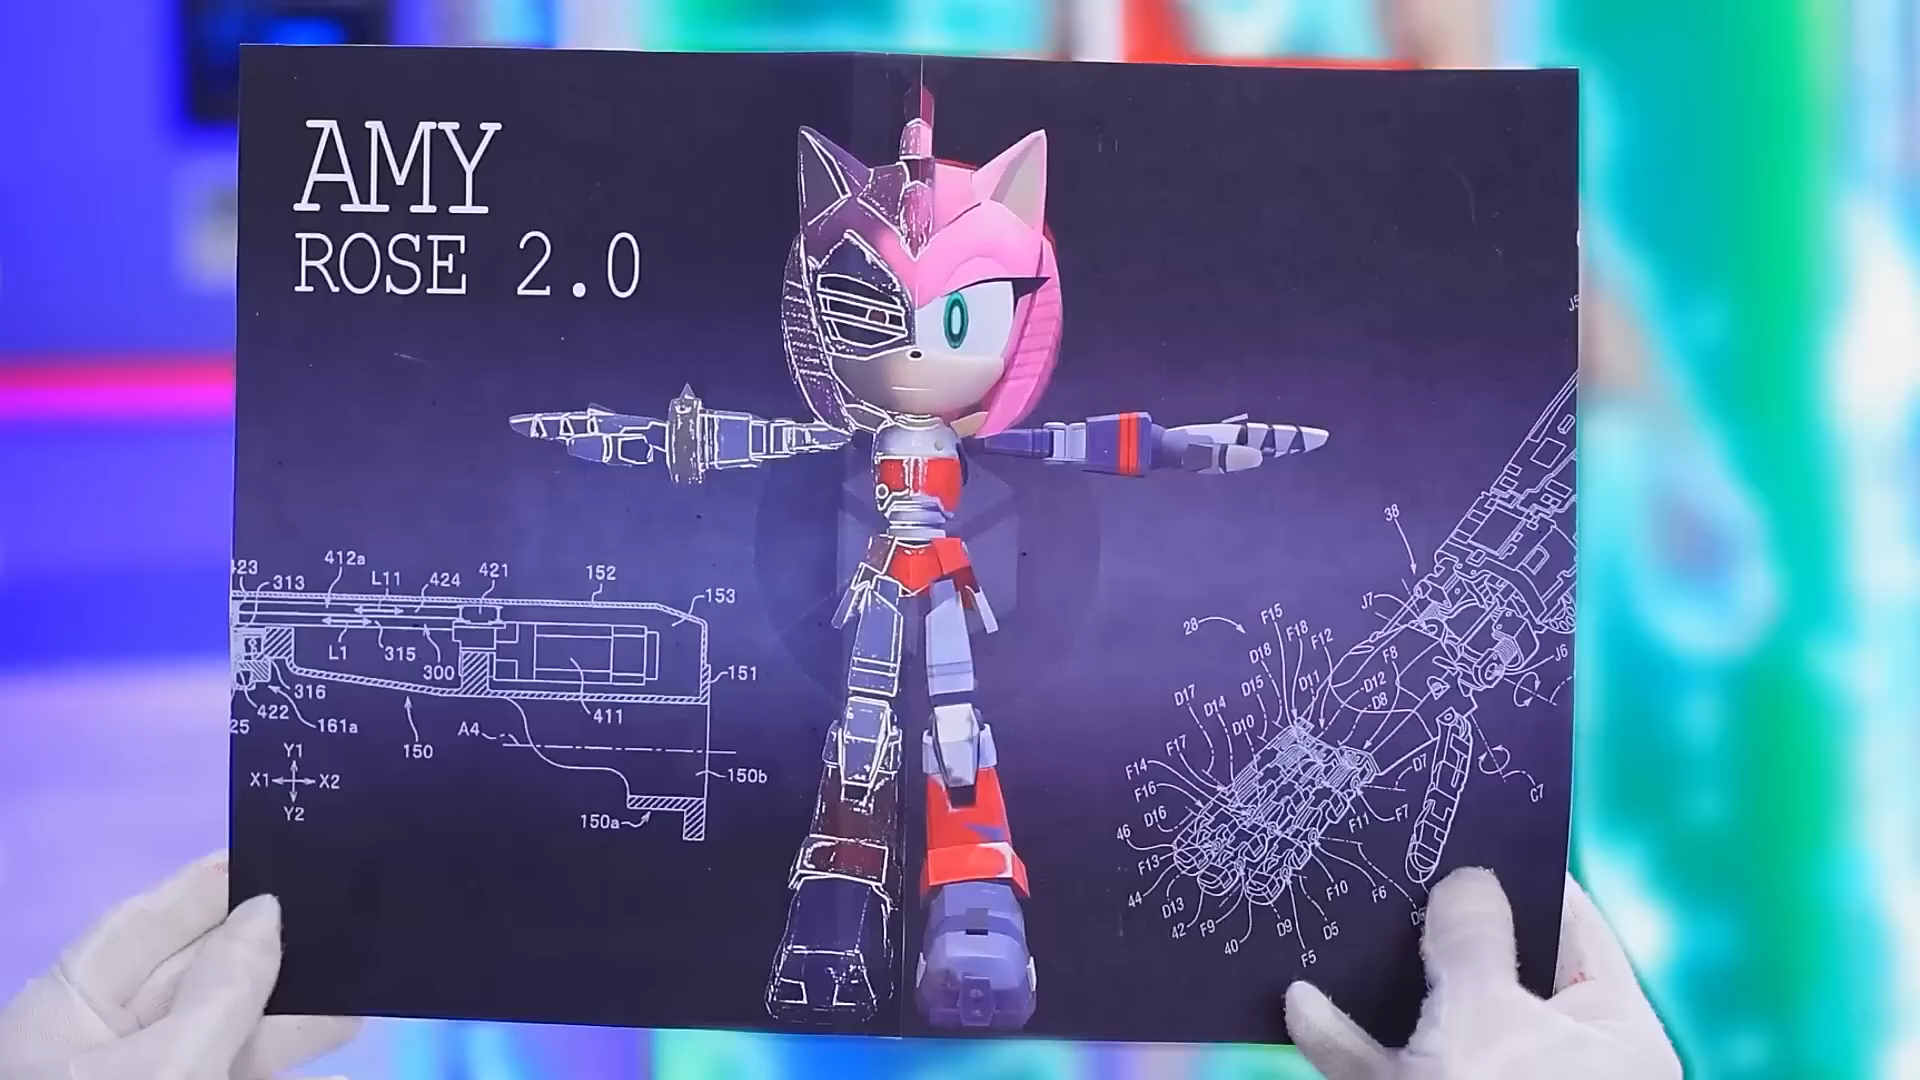 AMY
ROSE 2.0
423
313
412a
L11
424
421
152
153
L1
315
300
151
316
422
161a
411
25
150
A4
150b
Y1
X1
X2
Y2
150a
38
J7
J6
28
F15
F18
F12
F8
D18
D15
D11
D12
D8
D17
D14
D10
F17
F14
F16
D16
46
F13
44
D13
42
F9
40
D9
F5
D5
F10
F6
F11
F7
D7
C7